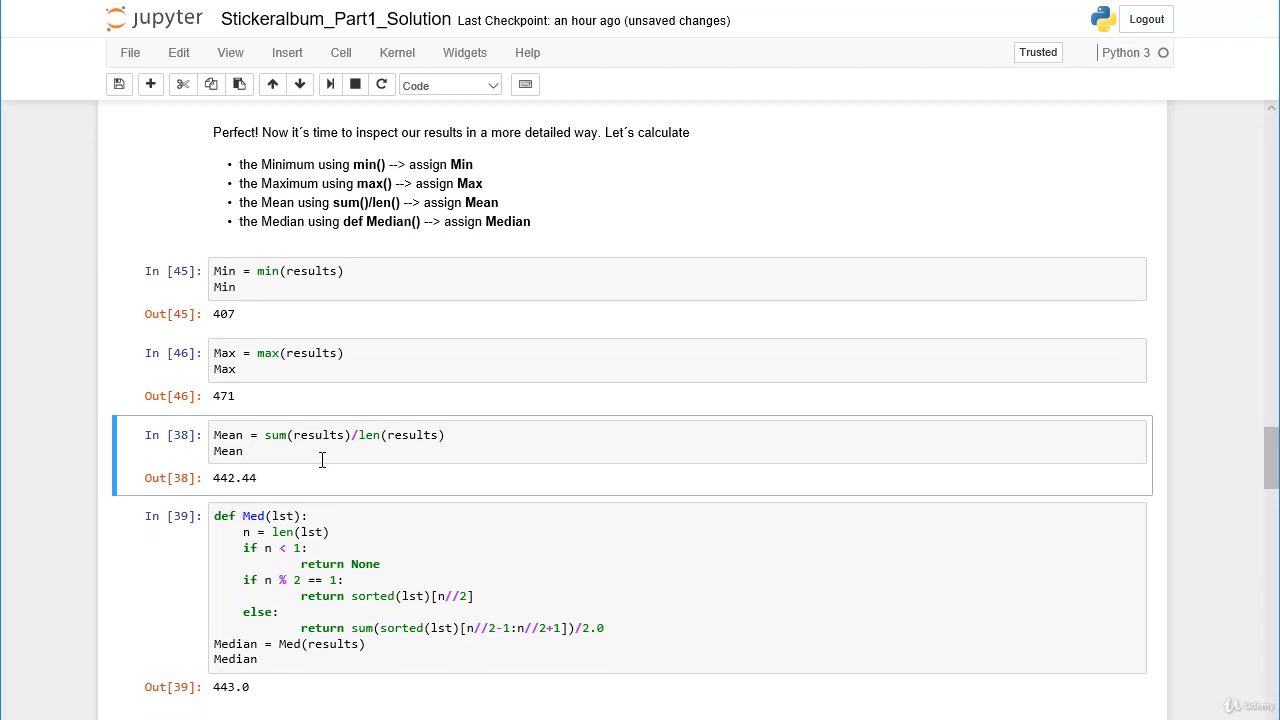 jupyter Stickeralbum_Part1_Solution Last Checkpoint: an hour ago (unsaved changes) Logout
File Edit View Insert Cell Kernel Widgets Help Trusted Python 3
Code
Perfect! Now it´s time to inspect our results in a more detailed way. Let´s calculate
• the Minimum using min() --> assign Min
• the Maximum using max() --> assign Max
• the Mean using sum()/len() --> assign Mean
• the Median using def Median() --> assign Median
In [45]: Min = min(results)
Min
Out[45]: 407
In [46]: Max = max(results)
Max
Out[46]: 471
In [38]: Mean = sum(results)/len(results)
Mean
Out[38]: 442.44
In [39]: def Med(lst):
n = len(lst)
if n < 1:
return None
if n % 2 == 1:
return sorted(lst)[n//2]
else:
return sum(sorted(lst)[n//2-1:n//2+1])/2.0
Median = Med(results)
Median
Out[39]: 443.0
Udemy